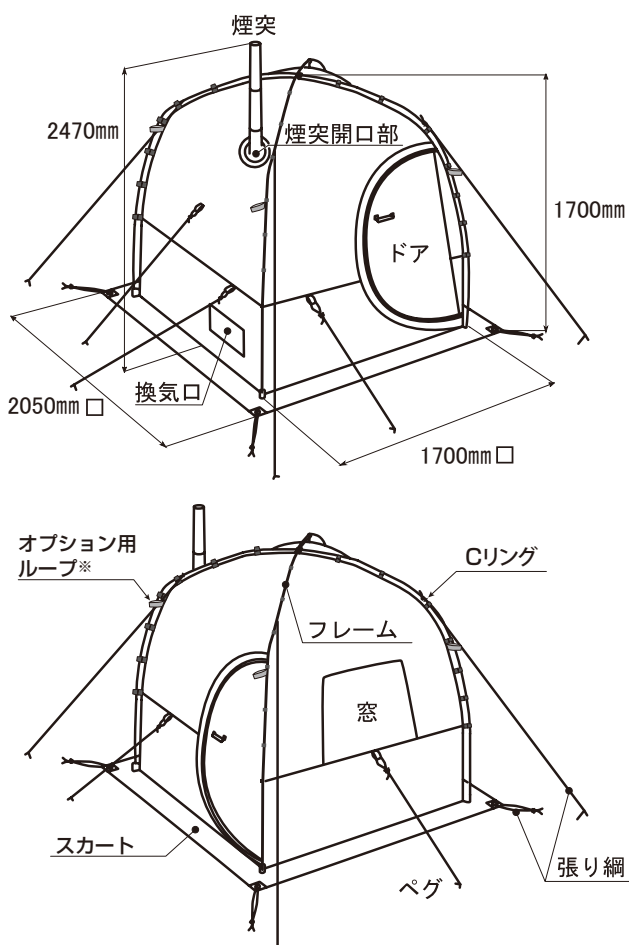 煙突
2470mm
煙突開口部
1700mm
ドア
換気口
2050mm □
1700mm □
オプション用
ループ※
Cリング
フレーム
窓
スカート
ペグ
張り綱